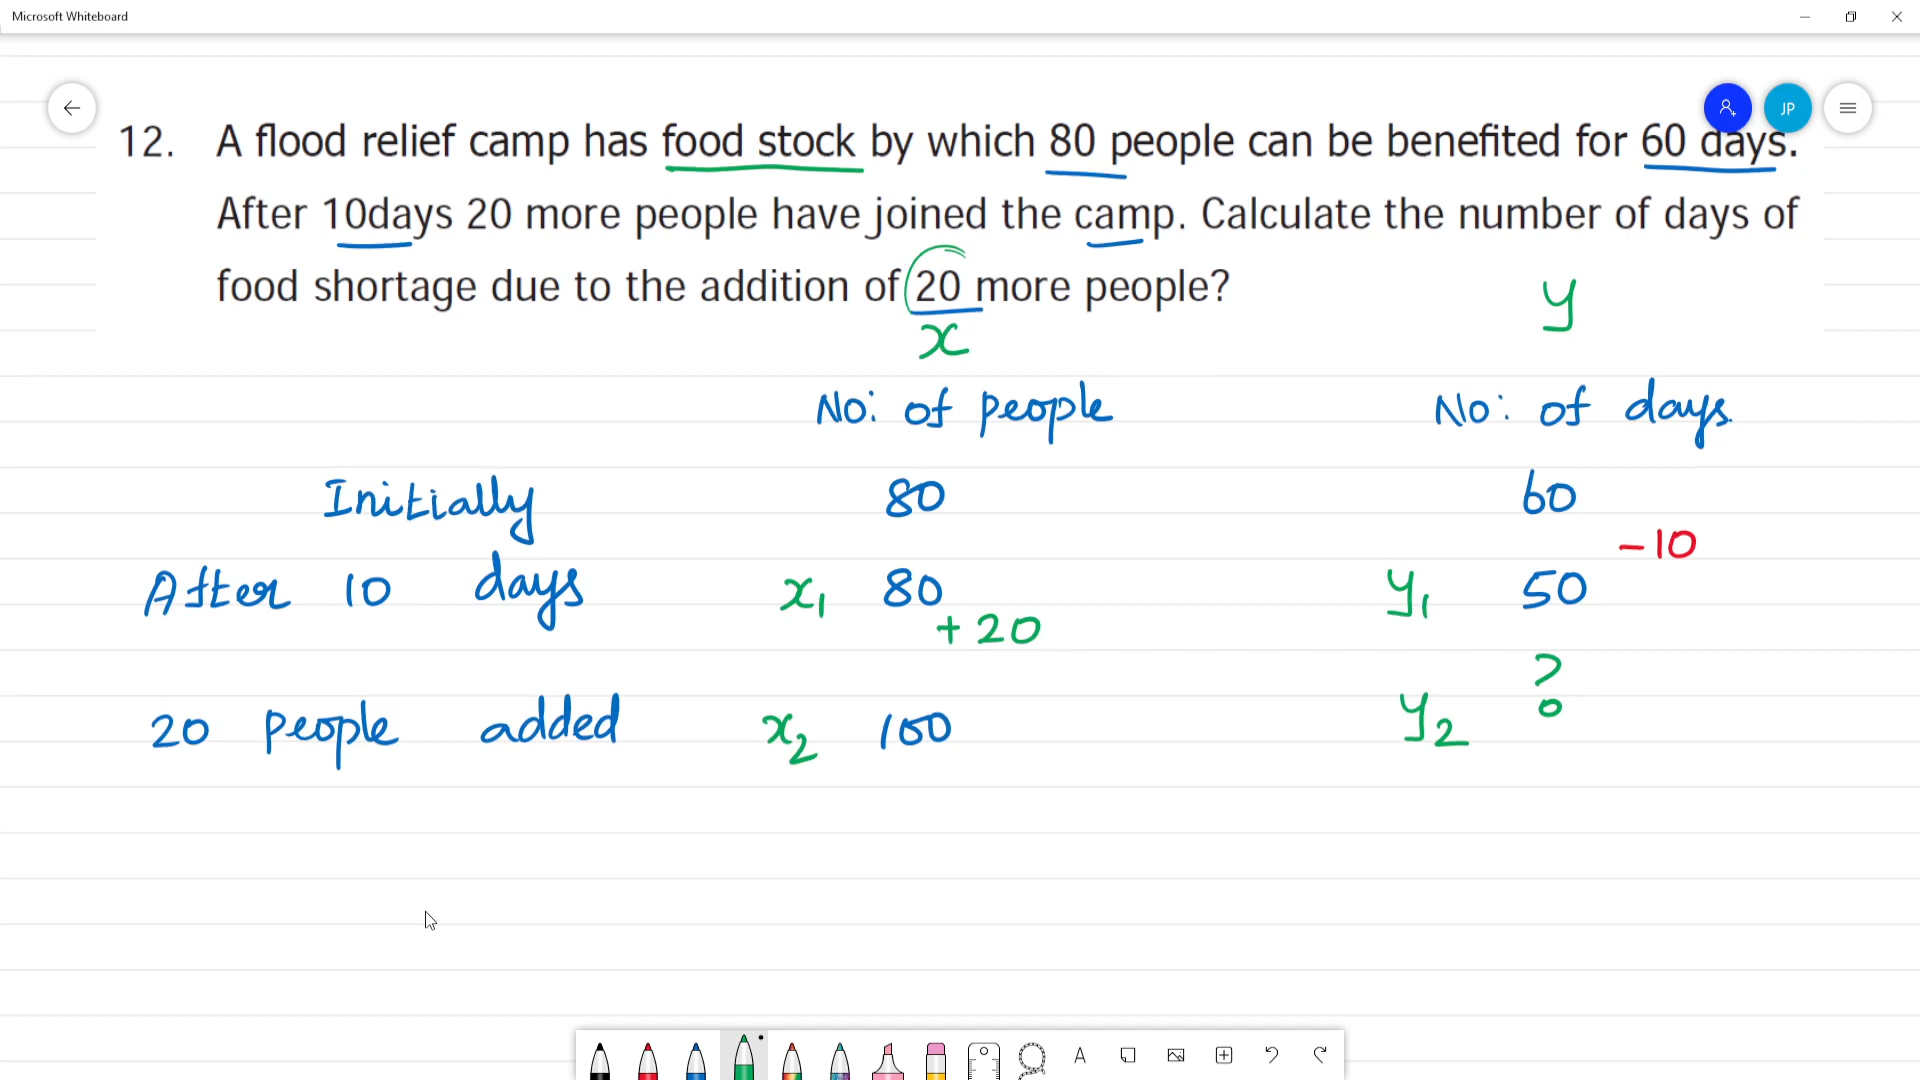 Microsoft Whiteboard
JP
12. A flood relief camp has food stock by which 80 people can be benefited for 60 days.
After 10days 20 more people have joined the camp. Calculate the number of days of
food shortage due to the addition of 20 more people?
x y
No: of people No: of days.
Initially 80 60
-10
After 10 days x1 80 y1 50
+20
?
20 people added x2 100 y2
A